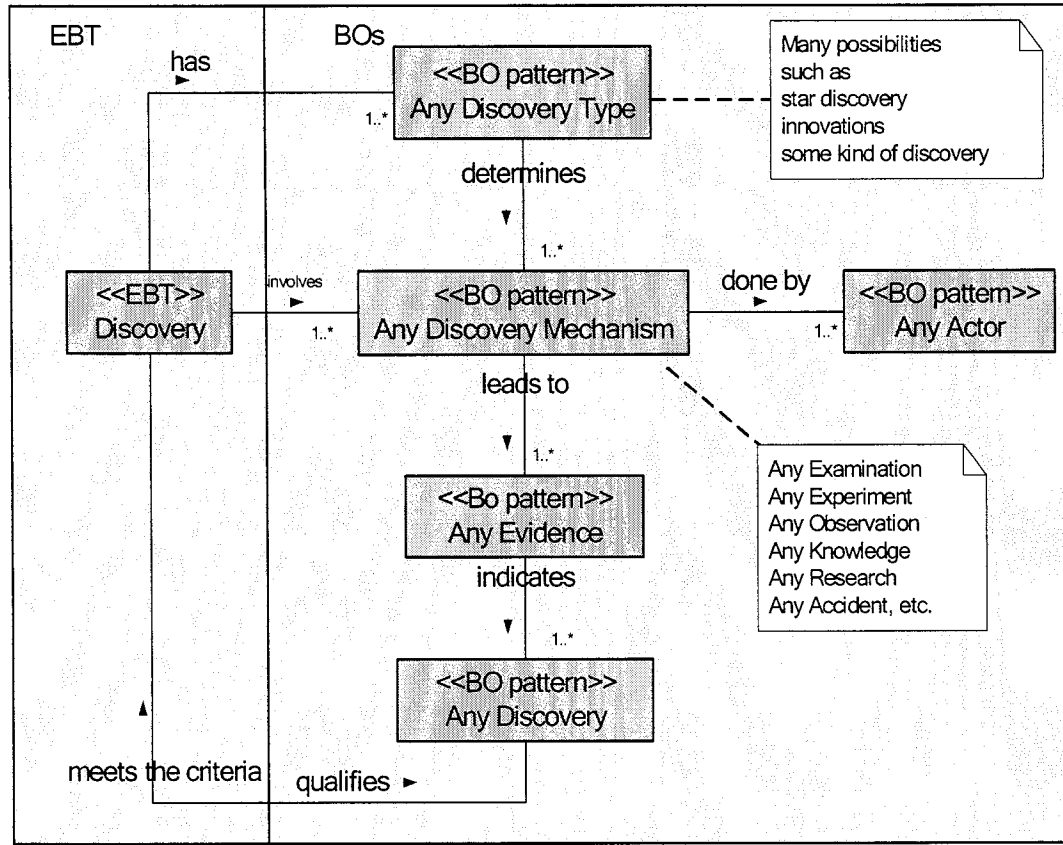 EBT
BOs
has
<<BO pattern>>
Any Discovery Type
1..*
Many possibilities
such as
star discovery
innovations
some kind of discovery
determines
1..*
<<EBT>>
Discovery
involves
1..*
<<BO pattern>>
Any Discovery Mechanism
done by
1..*
<<BO pattern>>
Any Actor
leads to
1..*
<<Bo pattern>>
Any Evidence
Any Examination
Any Experiment
Any Observation
Any Knowledge
Any Research
Any Accident, etc.
indicates
1..*
<<BO pattern>>
Any Discovery
meets the criteria
qualifies